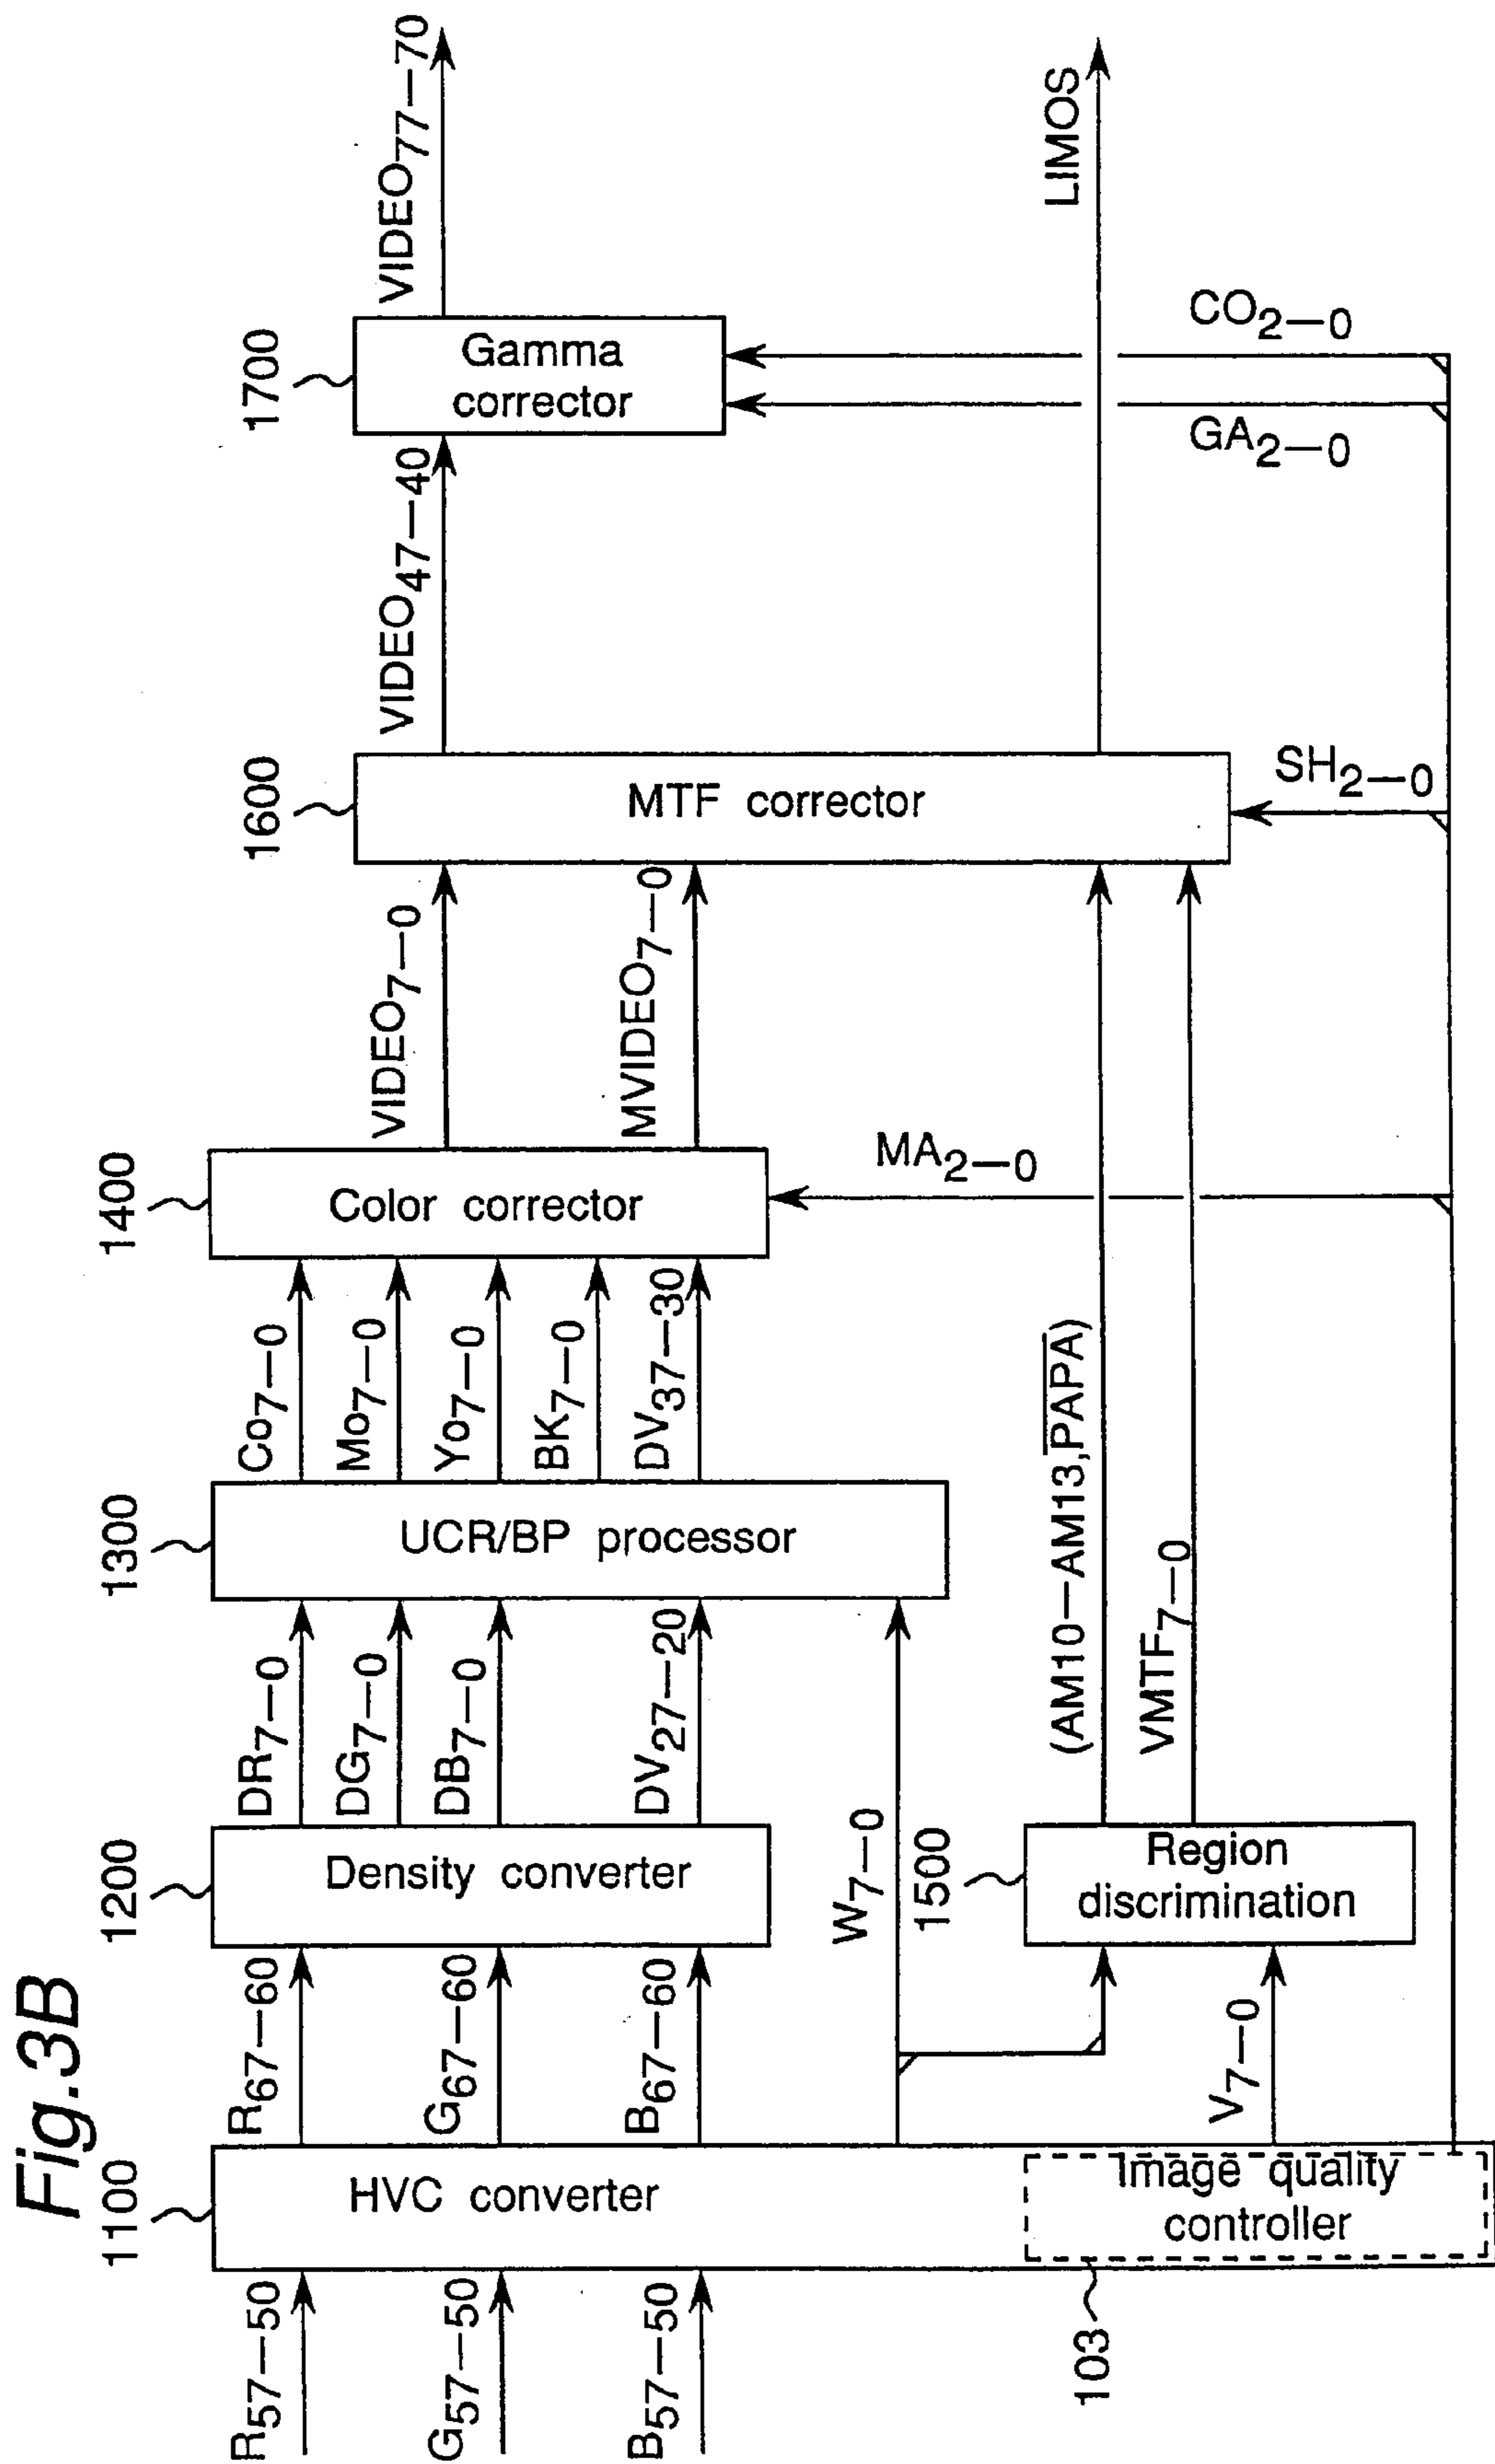 Fig.3B
R57—50
G57—50
B57—50
1100
HVC converter
103
Image quality
controller
R67—60
G67—60
B67—60
W7—0
V7—0
1200
Density converter
1500
Region
discrimination
DR7—0
DG7—0
DB7—0
DV27—20
(AM10—AM13,PAPA)
VMTF7—0
1300
UCR/BP processor
Co7—0
Mo7—0
Yo7—0
BK7—0
DV37—30
1400
Color corrector
MA2—0
VIDEO7—0
MVIDEO7—0
1600
MTF corrector
SH2—0
VIDEO47—40
1700
Gamma
corrector
GA2—0
CO2—0
VIDEO77—70
LIMOS